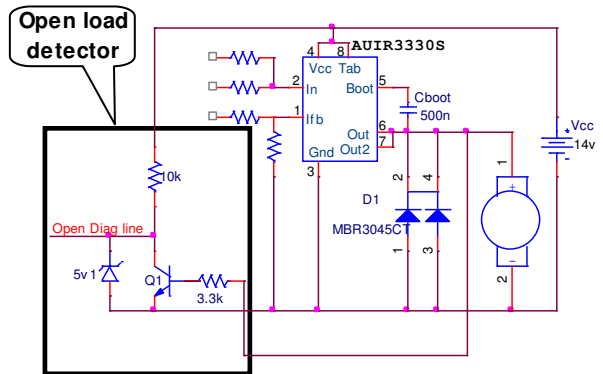 Open load
detector
AUIR3330S
4 8
Vcc Tab
2 In
Boot 5
1 Ifb
Cboot
500n
Out 6
Out2 7
Gnd
3
Vcc
+
14v
-
10k
Open Diag line
5v1
Q1
3.3k
D1
MBR3045CT
2 4
1 3
1
+
-
2